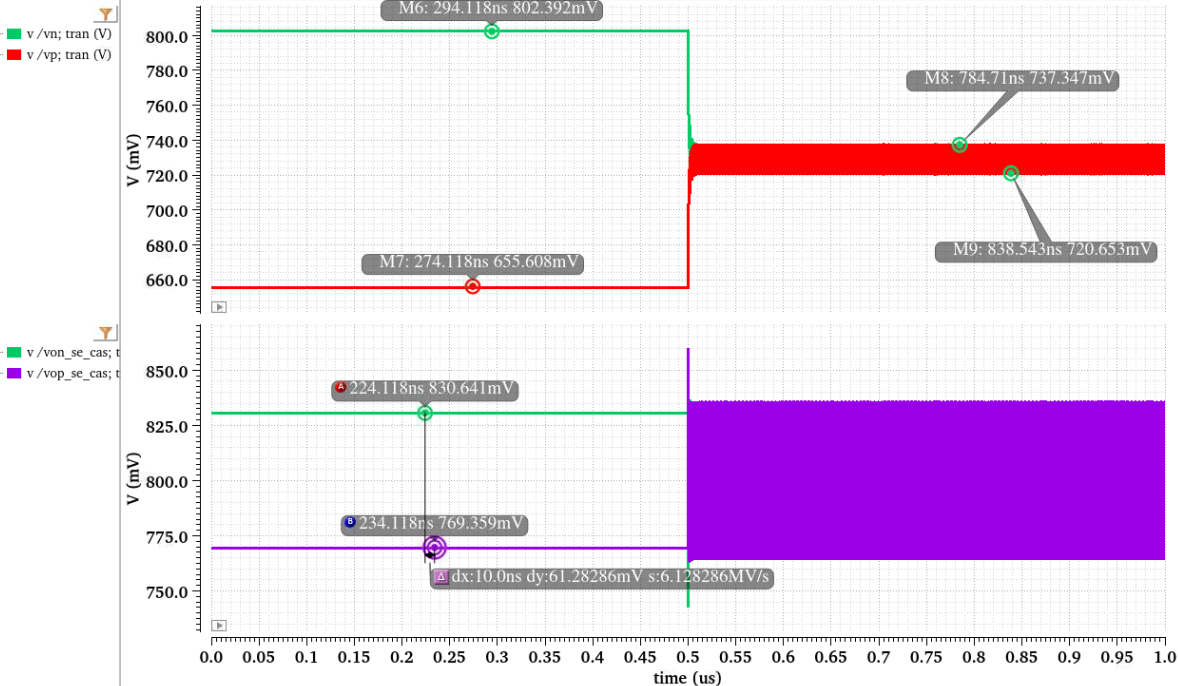 M6: 294.118ns 802.392mV
v /vn; tran (V)
v /vp; tran (V)
800.0
780.0
760.0
740.0
720.0
700.0
680.0
660.0
V (mV)
M8: 784.71ns 737.347mV
M9: 838.543ns 720.653mV
M7: 274.118ns 655.608mV
v /von_se_cas; t
v /vop_se_cas; t
850.0
825.0
800.0
775.0
750.0
V (mV)
A 224.118ns 830.641mV
B 234.118ns 769.359mV
Δ dx:10.0ns dy:61.28286mV s:6.128286MV/s
0.0 0.05 0.1 0.15 0.2 0.25 0.3 0.35 0.4 0.45 0.5 0.55 0.6 0.65 0.7 0.75 0.8 0.85 0.9 0.95 1.0
time (us)